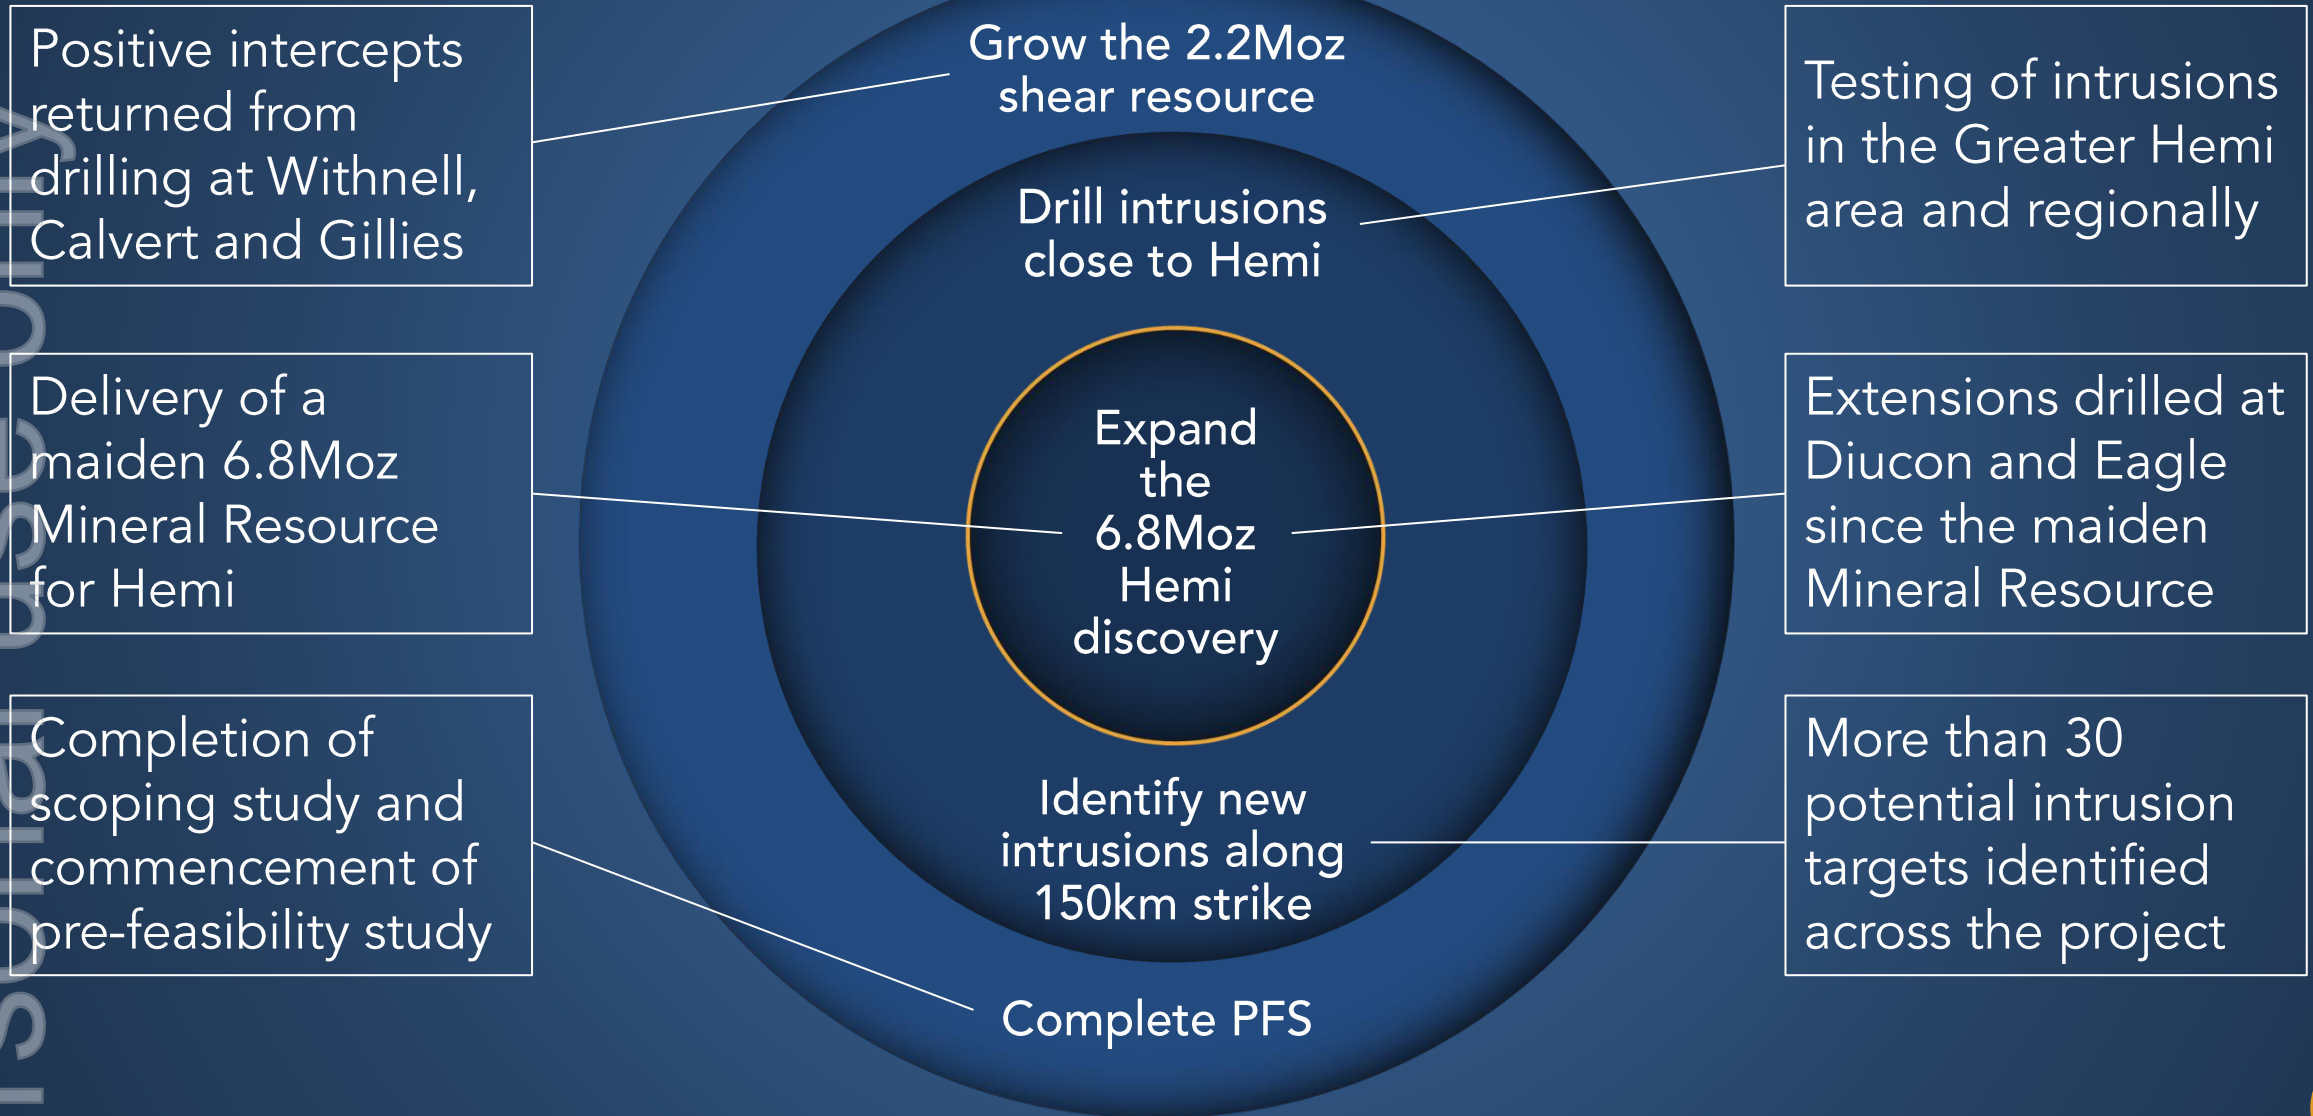 Positive intercepts
returned from
drilling at Withnell,
Calvert and Gillies
Delivery of a
maiden 6.8Moz
Mineral Resource
for Hemi
Completion of
scoping study and
commencement of
pre-feasibility study
Grow the 2.2Moz
shear resource
Drill intrusions
close to Hemi
Expand
the
6.8Moz
Hemi
discovery
Identify new
intrusions along
150km strike
Complete PFS
Testing of intrusions
in the Greater Hemi
area and regionally
Extensions drilled at
Diucon and Eagle
since the maiden
Mineral Resource
More than 30
potential intrusion
targets identified
across the project
use only